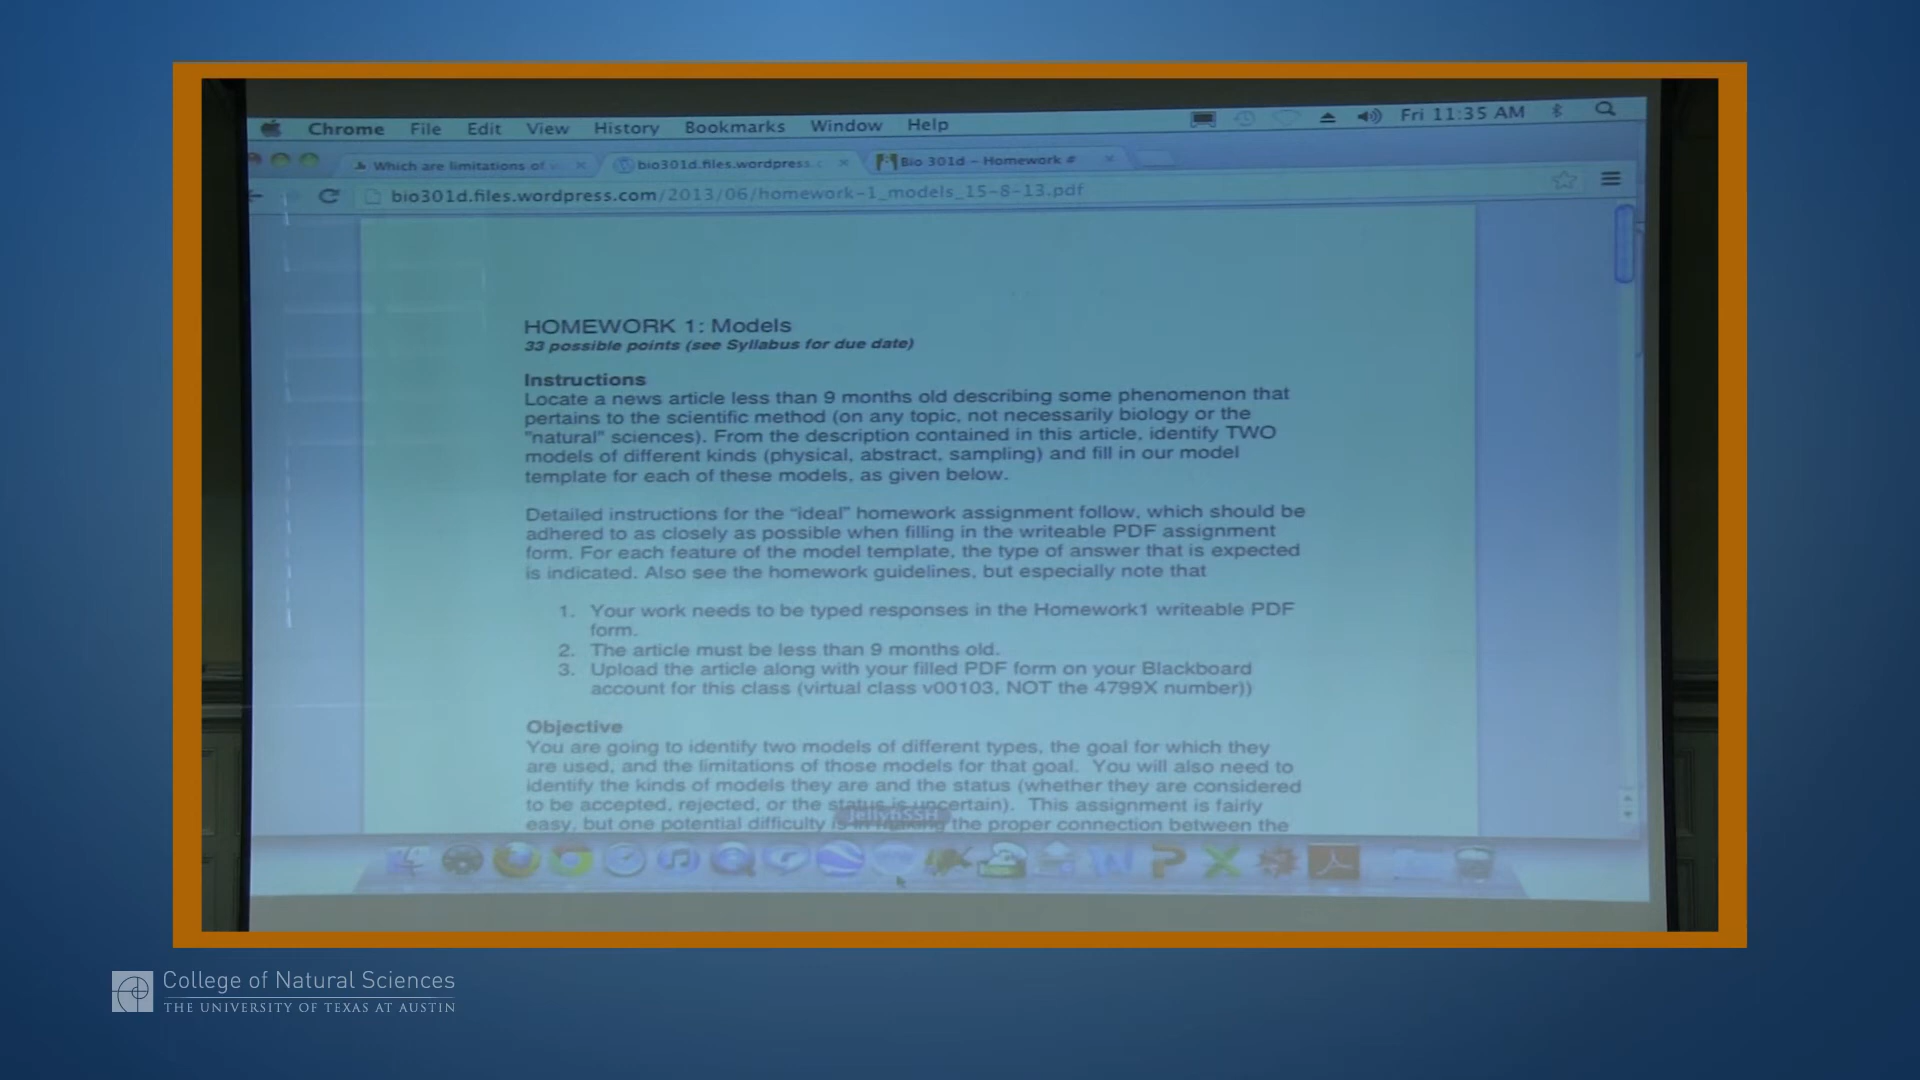 Chrome File Edit View History Bookmarks Window Help Fri 11:35 AM
Which are limitations of
bio301d.files.wordpress.c
Bio 301d – Homework #
bio301d.files.wordpress.com/2013/06/homework-1_models_15-8-13.pdf
HOMEWORK 1: Models
33 possible points (see Syllabus for due date)
Instructions
Locate a news article less than 9 months old describing some phenomenon that
pertains to the scientific method (on any topic, not necessarily biology or the
"natural" sciences). From the description contained in this article, identify TWO
models of different kinds (physical, abstract, sampling) and fill in our model
template for each of these models, as given below.
Detailed instructions for the "ideal" homework assignment follow, which should be
adhered to as closely as possible when filling in the writeable PDF assignment
form. For each feature of the model template, the type of answer that is expected
is indicated. Also see the homework guidelines, but especially note that
1. Your work needs to be typed responses in the Homework1 writeable PDF
form.
2. The article must be less than 9 months old.
3. Upload the article along with your filled PDF form on your Blackboard
account for this class (virtual class v00103, NOT the 4799X number))
Objective
You are going to identify two models of different types, the goal for which they
are used, and the limitations of those models for that goal. You will also need to
identify the kinds of models they are and the status (whether they are considered
to be accepted, rejected, or the status is uncertain). This assignment is fairly
easy, but one potential difficulty is in making the proper connection between the
JellyfiSSH
College of Natural Sciences
THE UNIVERSITY OF TEXAS AT AUSTIN